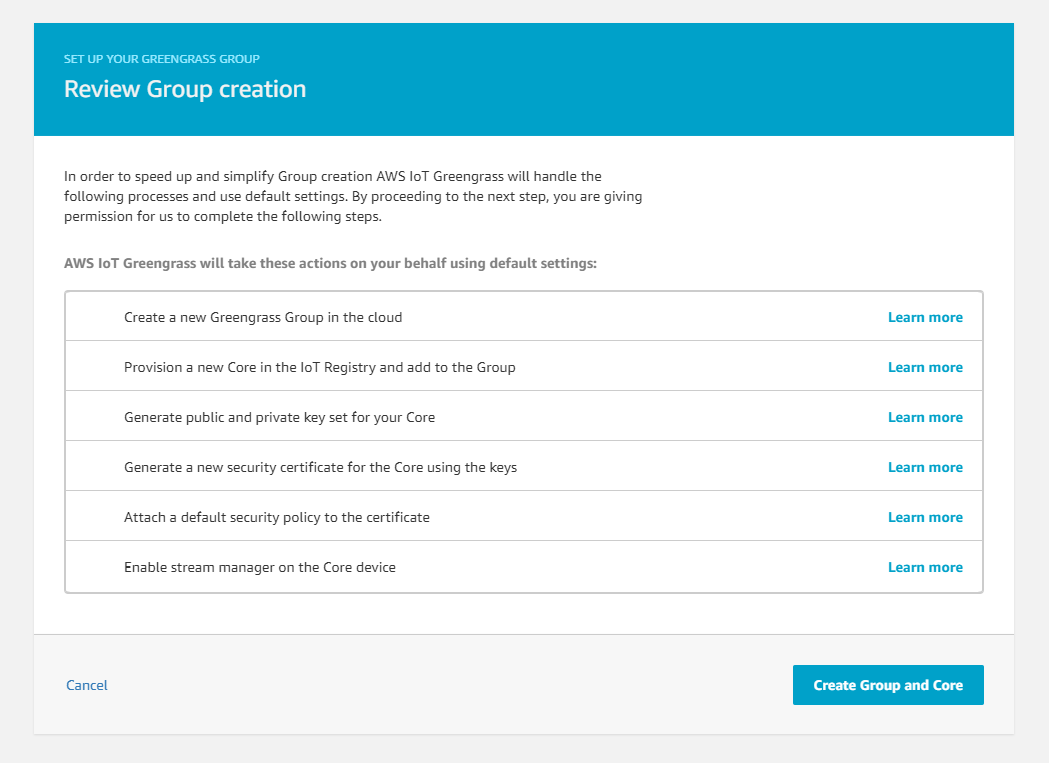 SET UP YOUR GREENGRASS GROUP
Review Group creation
In order to speed up and simplify Group creation AWS IoT Greengrass will handle the
following processes and use default settings. By proceeding to the next step, you are giving
permission for us to complete the following steps.
AWS IoT Greengrass will take these actions on your behalf using default settings:
Create a new Greengrass Group in the cloud Learn more
Provision a new Core in the IoT Registry and add to the Group Learn more
Generate public and private key set for your Core Learn more
Generate a new security certificate for the Core using the keys Learn more
Attach a default security policy to the certificate Learn more
Enable stream manager on the Core device Learn more
Cancel Create Group and Core